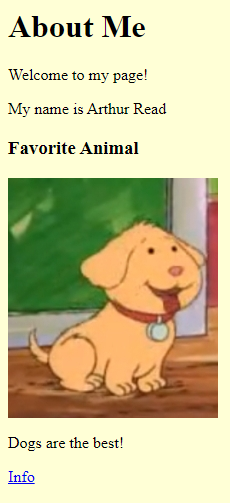 About Me
Welcome to my page!
My name is Arthur Read
Favorite Animal
Dogs are the best!
Info